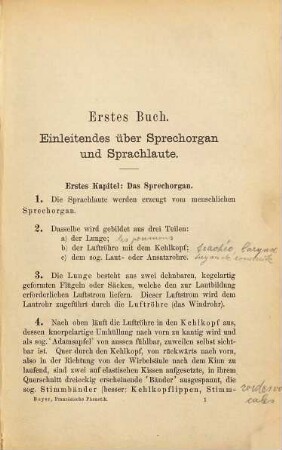 Erstes Buch.
Einleitendes über Sprechorgan
und Sprachlaute.
Erstes Kapitel: Das Sprechorgan.
1. Die Sprachlaute werden erzeugt vom menschlichen
Sprechorgan.
2. Dasselbe wird gebildet aus drei Teilen:
a) der Lunge; les poumons
b) der Luftröhre mit dem Kehlkopf; Larynx
c) dem sog. Laut- oder Ansatzrohre.
3. Die Lunge besteht aus zwei dehnbaren, kegelartig
geformten Flügeln oder Säcken, welche den zur Lautbildung
erforderlichen Luftstrom liefern. Dieser Luftstrom wird dem
Lautrohr zugeführt durch die Luftröhre (das Windrohr).
4. Nach oben läuft die Luftröhre in den Kehlkopf aus,
dessen knorpelartige Umhüllung nach vorn zu kantig wird und
als sog. 'Adamsapfel' von aussen fühlbar, zuweilen selbst sicht-
bar ist. Quer durch den Kehlkopf, von rückwärts nach vorn,
also in der Richtung von der Wirbelsäule nach dem Kinn zu
laufend, sind zwei auf elastischen Kissen aufgesetzte, in ihrem
Querschnitt dreieckig erscheinende 'Bänder' ausgespannt, die
sog. Stimmbänder (besser: Kehlkopflippen, Stimm-
Beyer, Französische Phonetik. 1